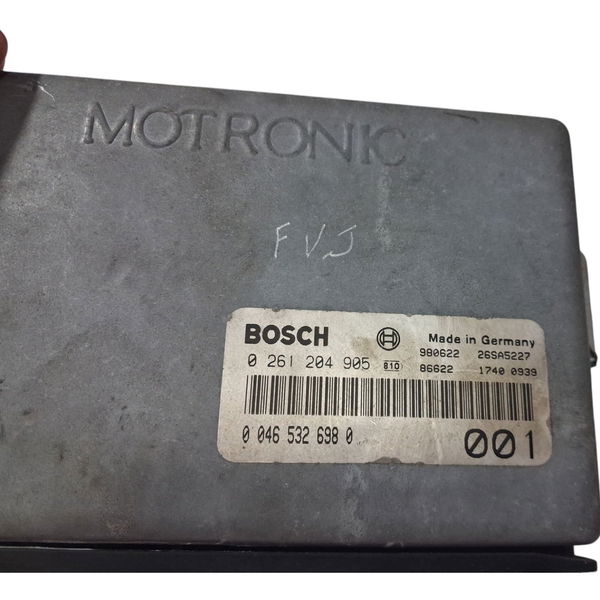 MOTRONIC
FVJ
BOSCH Made in Germany
0 261 204 905 810 980622 26SA5227
86622 1740 0939
0 046 532 698 0 001